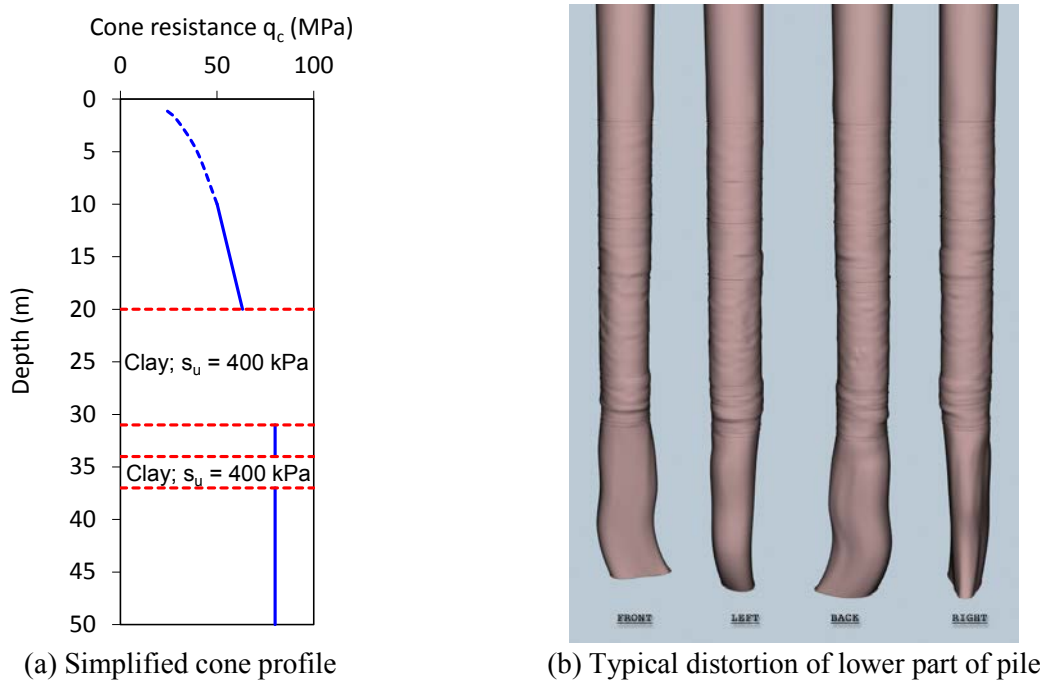 Cone resistance q_c (MPa)
0 50 100
0
5
10
15
20
Clay; s_u = 400 kPa
25
30
Clay; s_u = 400 kPa
35
40
45
50
Depth (m)
FRONT LEFT BACK RIGHT
(a) Simplified cone profile
(b) Typical distortion of lower part of pile